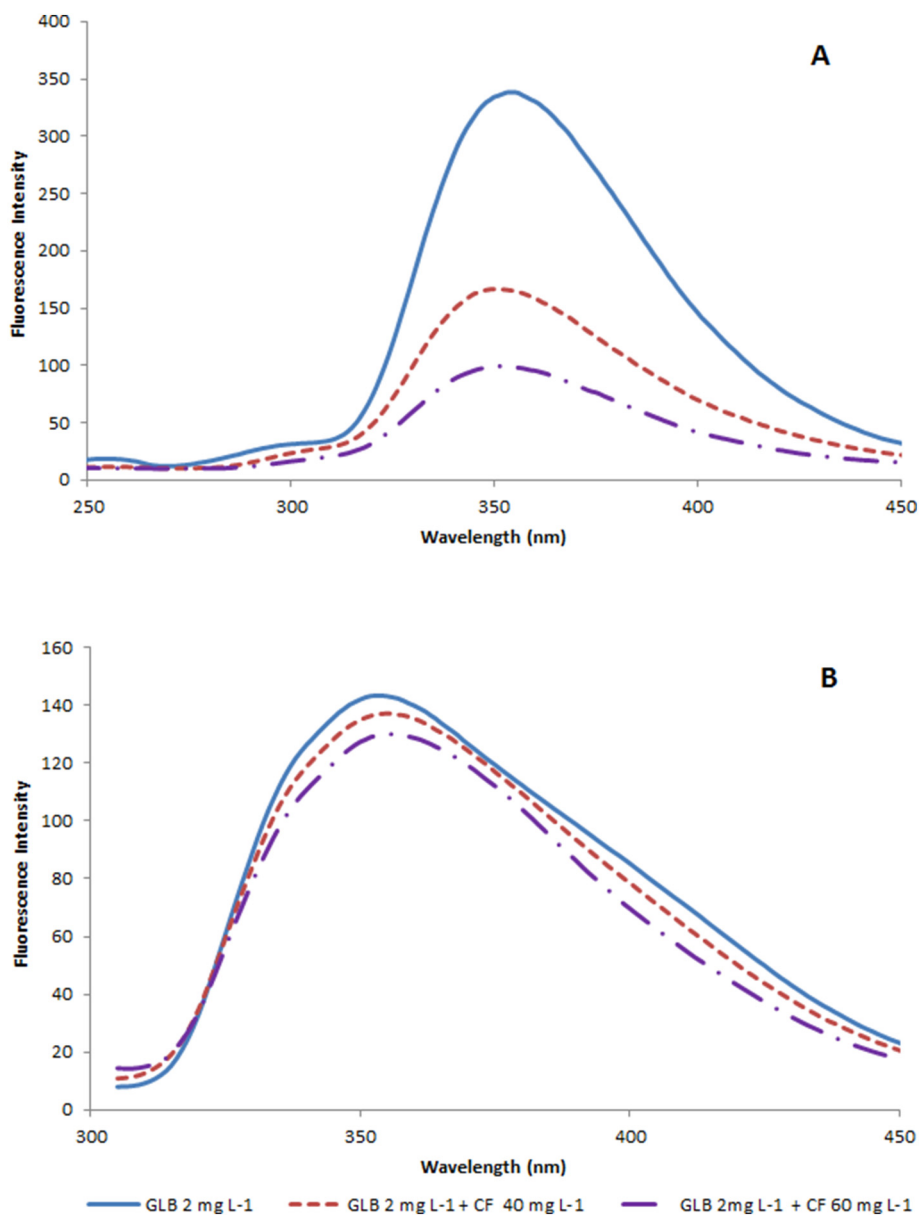 A
Fluorescence Intensity
400
350
300
250
200
150
100
50
0
250 300 350 400 450
Wavelength (nm)
B
Fluorescence Intensity
160
140
120
100
80
60
40
20
0
300 350 400 450
Wavelength (nm)
GLB 2 mg L-1 GLB 2 mg L-1 + CF 40 mg L-1 GLB 2mg L-1 + CF 60 mg L-1